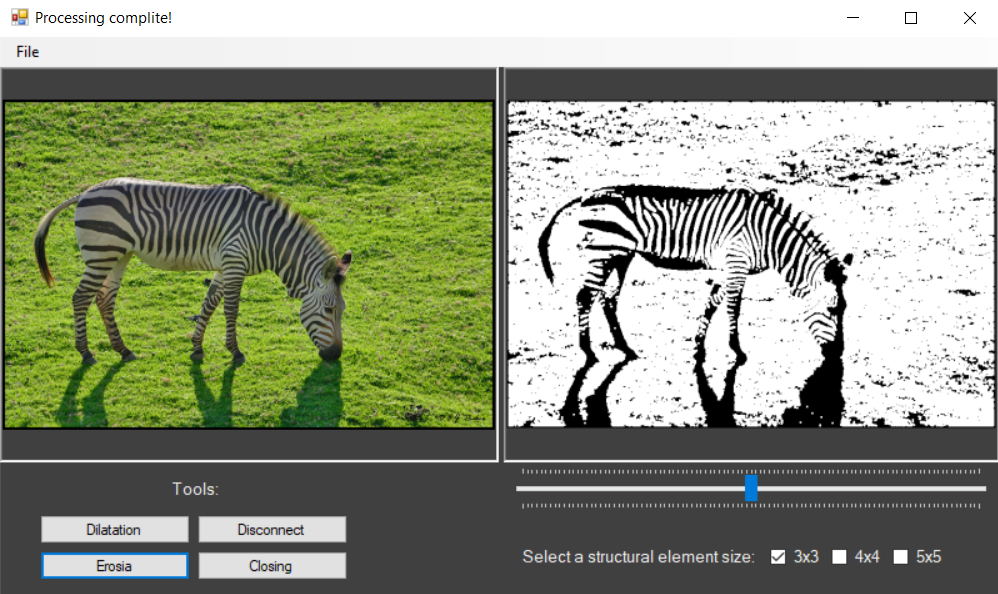 Processing complite!
File
Tools:
Dilatation
Disconnect
Erosia
Closing
Select a structural element size: 3x3 4x4 5x5